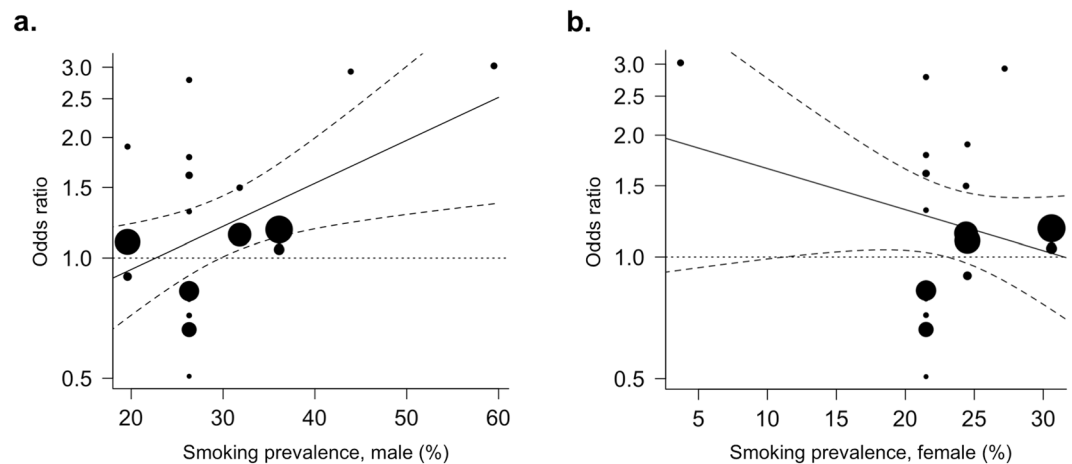 a.
Odds ratio
3.0
2.5
2.0
1.5
1.0
0.5
20 30 40 50 60
Smoking prevalence, male (%)
b.
Odds ratio
3.0
2.5
2.0
1.5
1.0
0.5
5 10 15 20 25 30
Smoking prevalence, female (%)